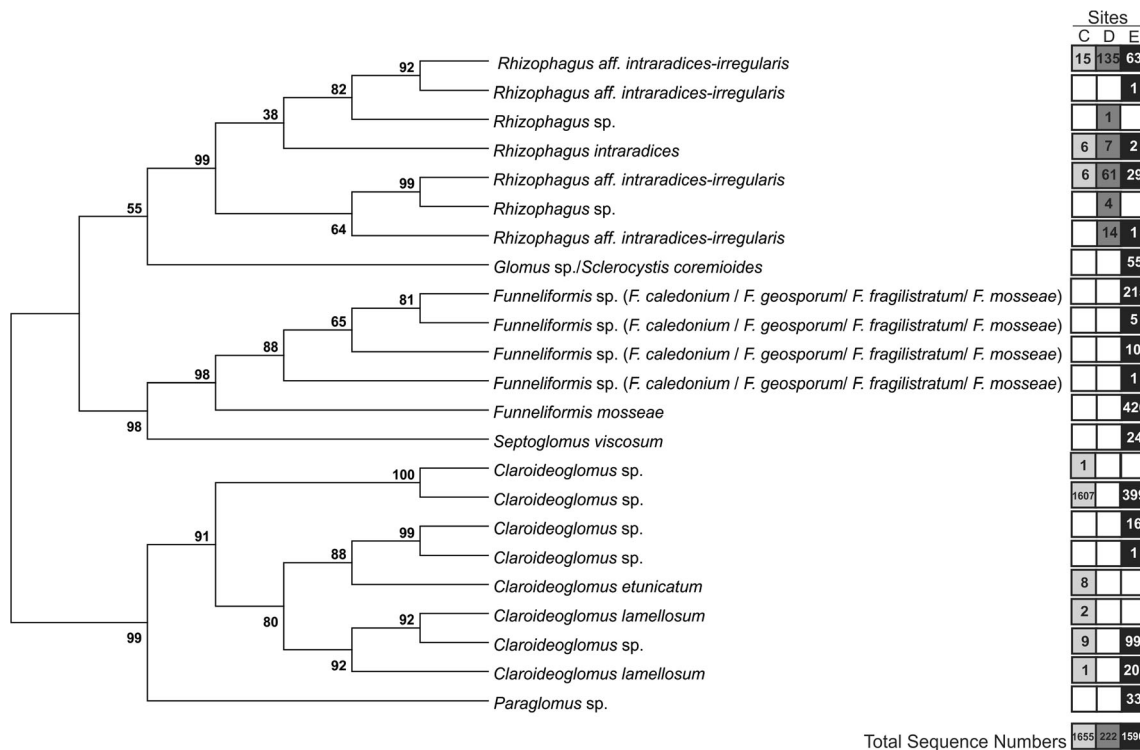 Sites
C D E
92 Rhizophagus aff. intraradices-irregularis 15 135 63
82 Rhizophagus aff. intraradices-irregularis 1
38 Rhizophagus sp. 1
99 Rhizophagus intraradices 6 7 2
99 Rhizophagus aff. intraradices-irregularis 6 61 29
55 Rhizophagus sp. 4
64 Rhizophagus aff. intraradices-irregularis 14 1
Glomus sp./Sclerocystis coremioides 55
81 Funneliformis sp. (F. caledonium / F. geosporum/ F. fragilistratum/ F. mosseae)
65 Funneliformis sp. (F. caledonium / F. geosporum/ F. fragilistratum/ F. mosseae) 5
88 Funneliformis sp. (F. caledonium / F. geosporum/ F. fragilistratum/ F. mosseae) 10
98 Funneliformis sp. (F. caledonium / F. geosporum/ F. fragilistratum/ F. mosseae) 1
Funneliformis mosseae
98 Septoglomus viscosum 24
100 Claroideoglomus sp. 1
Claroideoglomus sp. 1607
91 99 Claroideoglomus sp. 16
88 Claroideoglomus sp. 1
Claroideoglomus etunicatum 8
80 92 Claroideoglomus lamellosum 2
99 Claroideoglomus sp. 9 99
92 Claroideoglomus lamellosum 1 20
Paraglomus sp. 33
Total Sequence Numbers 1655 222